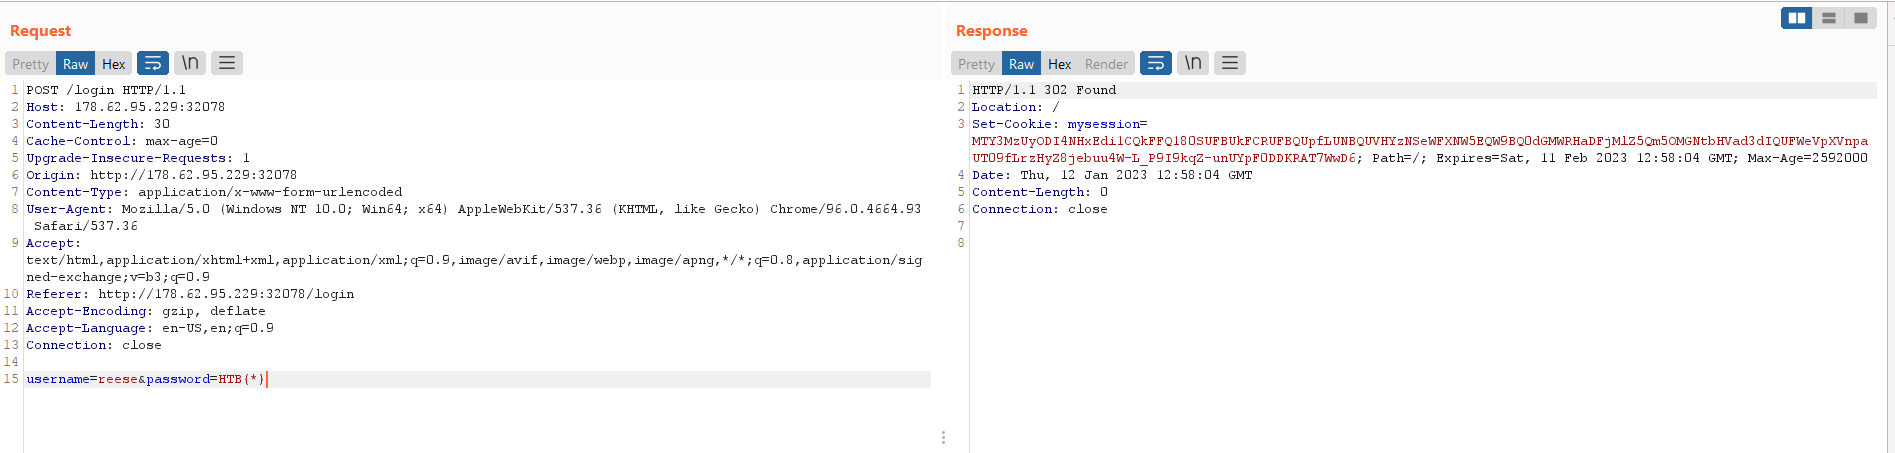 Request
Pretty Raw Hex \n
1 POST /login HTTP/1.1
2 Host: 178.62.95.229:32078
3 Content-Length: 30
4 Cache-Control: max-age=0
5 Upgrade-Insecure-Requests: 1
6 Origin: http://178.62.95.229:32078
7 Content-Type: application/x-www-form-urlencoded
8 User-Agent: Mozilla/5.0 (Windows NT 10.0; Win64; x64) AppleWebKit/537.36 (KHTML, like Gecko) Chrome/96.0.4664.93
Safari/537.36
9 Accept:
text/html,application/xhtml+xml,application/xml;q=0.9,image/avif,image/webp,image/apng,*/*;q=0.8,application/sig
ned-exchange;v=b3;q=0.9
10 Referer: http://178.62.95.229:32078/login
11 Accept-Encoding: gzip, deflate
12 Accept-Language: en-US,en;q=0.9
13 Connection: close
14
15 username=reese&password=HTB{*}
Response
Pretty Raw Hex Render \n
1 HTTP/1.1 302 Found
2 Location: /
3 Set-Cookie: mysession=
; Path=/; Expires=Sat, 11 Feb 2023 12:58:04 GMT; Max-Age=2592000
4 Date: Thu, 12 Jan 2023 12:58:04 GMT
5 Content-Length: 0
6 Connection: close
7
8